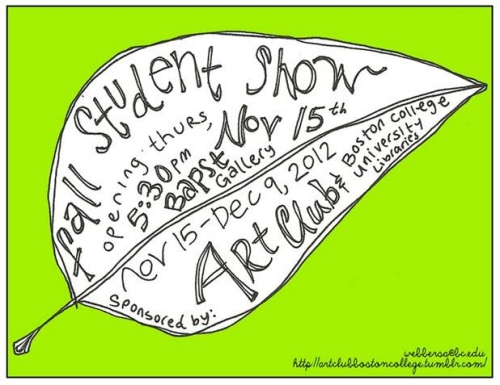 fall Student Show
opening thurs, Nov 15th
5:30pm
Bapst
Gallery
Nov 15-Dec 9, 2012
Sponsored by:
ARt Club &
Boston College
University
Libraries
webbersa@bc.edu
http://artclubbostoncollege.tumblr.com/